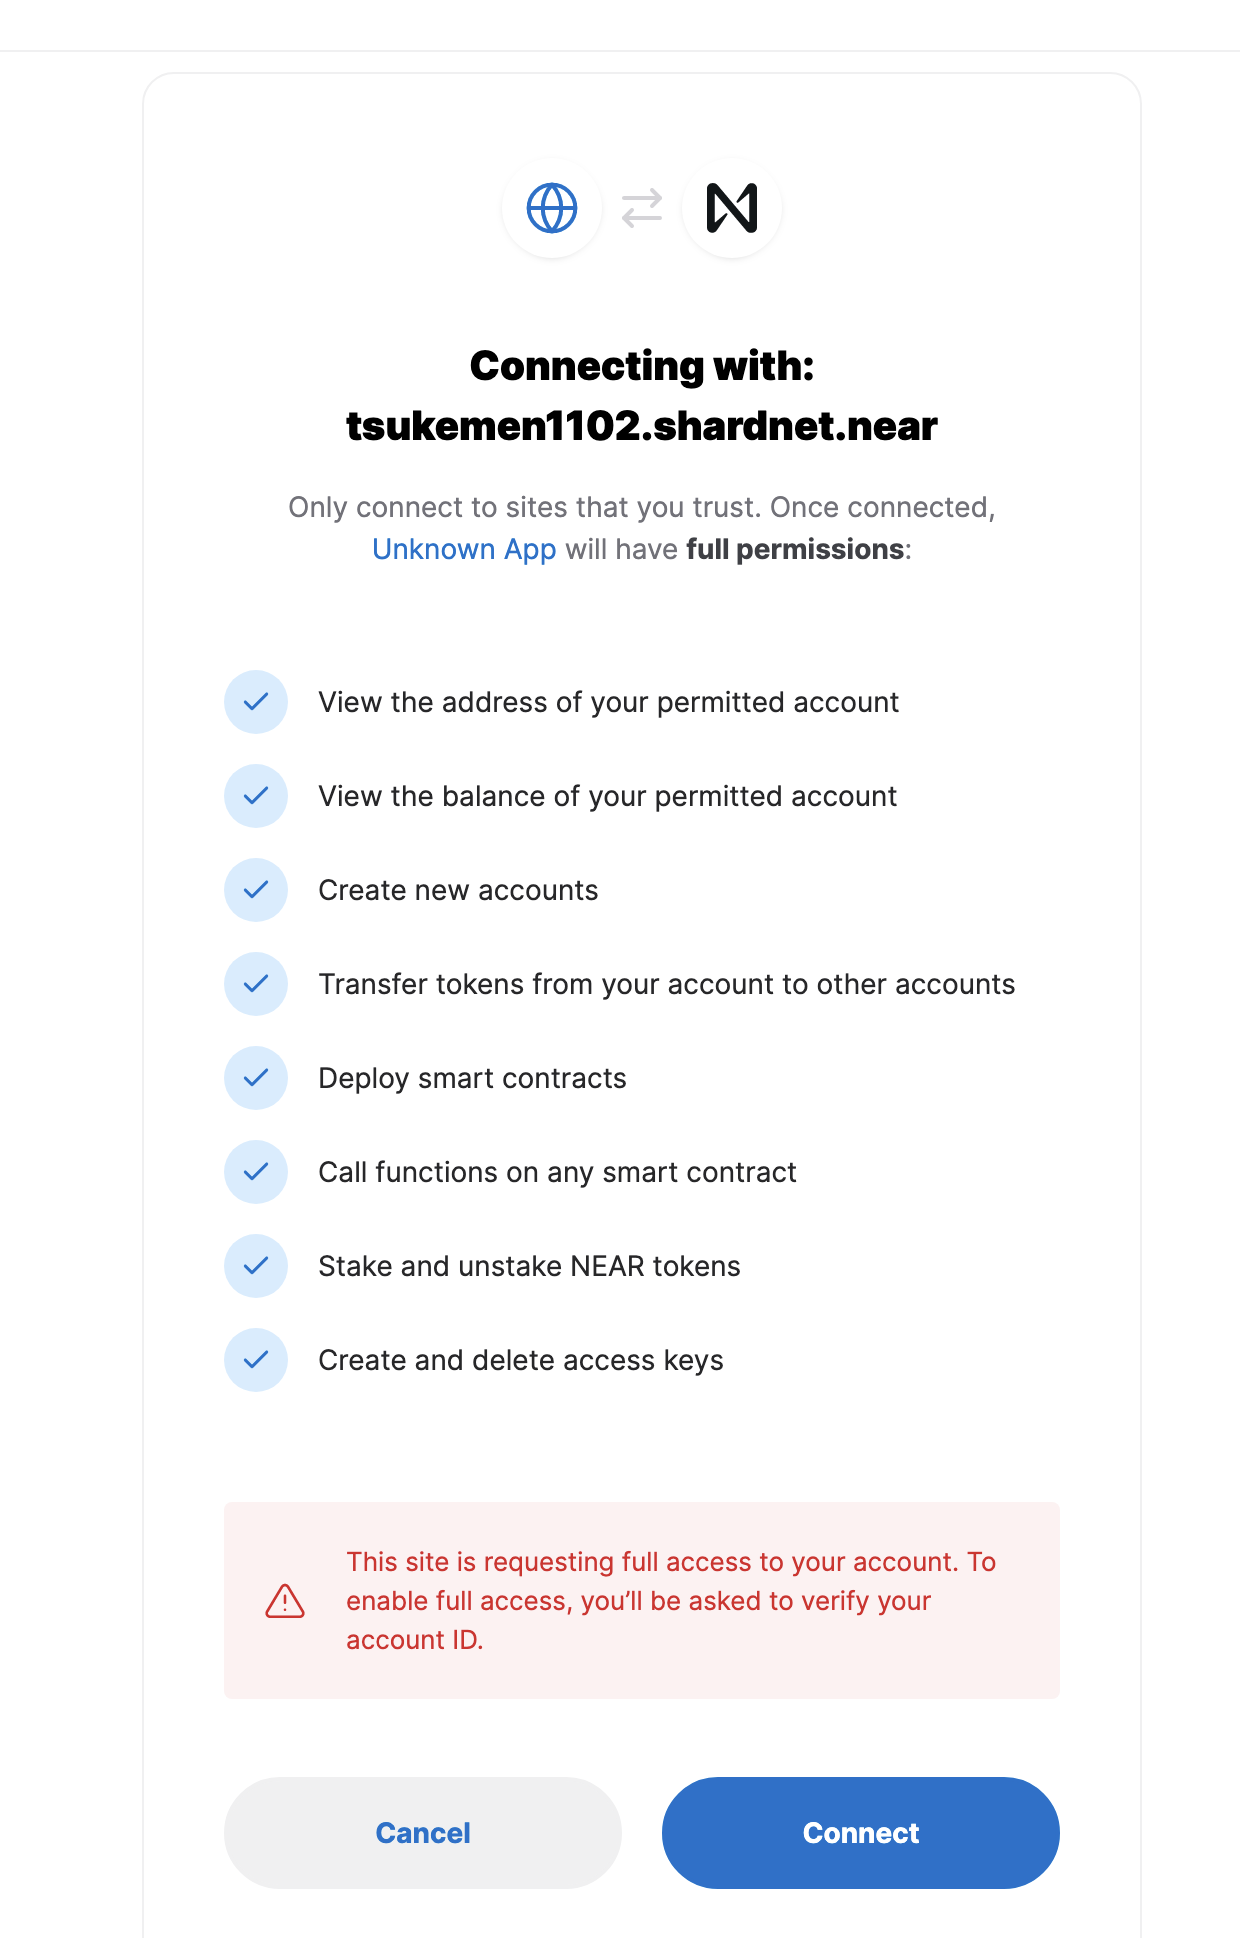 Connecting with:
tsukemen1102.shardnet.near
Only connect to sites that you trust. Once connected,
Unknown App will have full permissions:
View the address of your permitted account
View the balance of your permitted account
Create new accounts
Transfer tokens from your account to other accounts
Deploy smart contracts
Call functions on any smart contract
Stake and unstake NEAR tokens
Create and delete access keys
This site is requesting full access to your account. To
enable full access, you’ll be asked to verify your
account ID.
Cancel
Connect